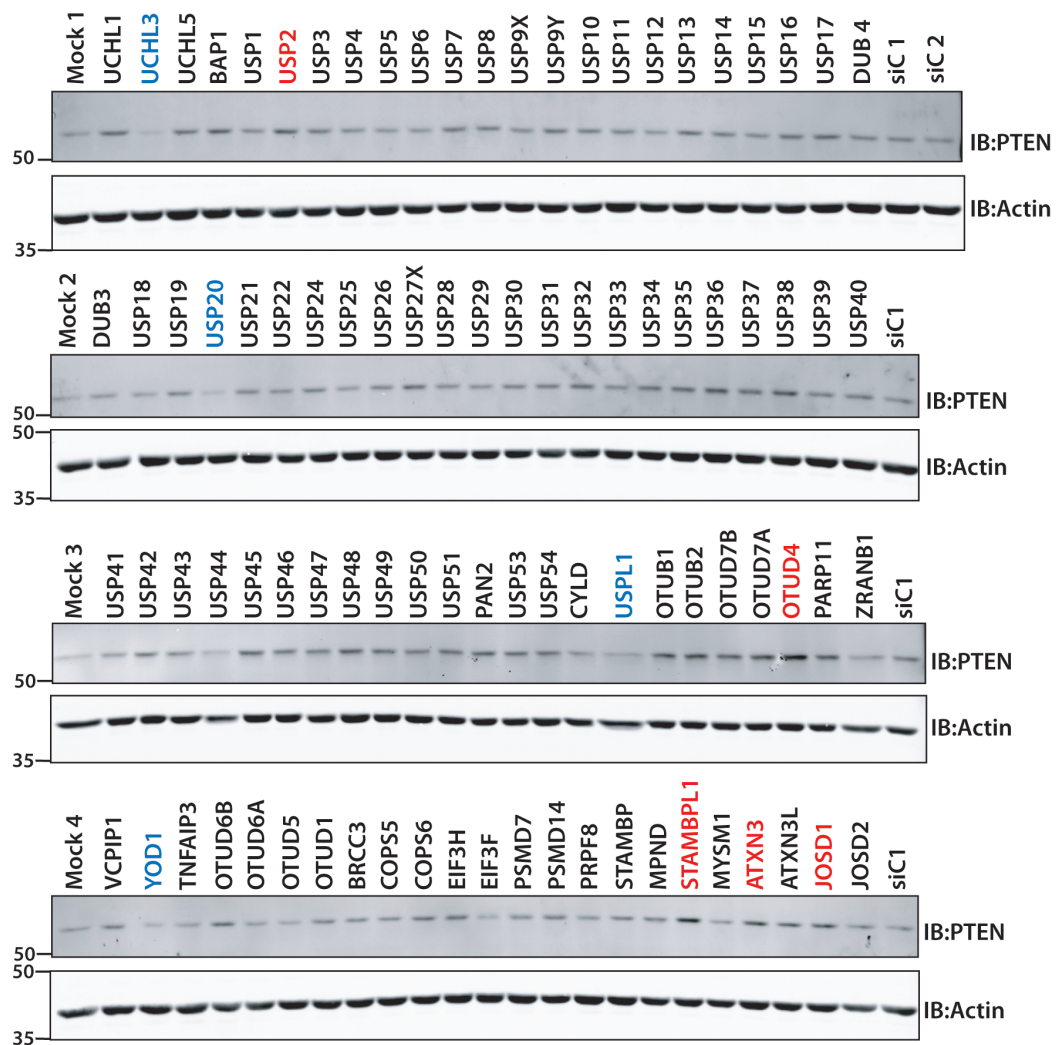 Mock 1 UCHL1 UCHL3 UCHL5 BAP1 USP1 USP2 USP3 USP4 USP5 USP6 USP7 USP8 USP9X USP9Y USP10 USP11 USP12 USP13 USP14 USP15 USP16 USP17 DUB 4 siC 1 siC 2
IB:PTEN
50
IB:Actin
35
Mock 2 DUB3 USP18 USP19 USP20 USP21 USP22 USP24 USP25 USP26 USP27X USP28 USP29 USP30 USP31 USP32 USP33 USP34 USP35 USP36 USP37 USP38 USP39 USP40 siC1
IB:PTEN
50
50
IB:Actin
35
Mock 3 USP41 USP42 USP43 USP44 USP45 USP46 USP47 USP48 USP49 USP50 USP51 PAN2 USP53 USP54 CYLD USPL1 OTUB1 OTUB2 OTUD7B OTUD7A OTUD4 PARP11 ZRANB1 siC1
IB:PTEN
50
IB:Actin
35
Mock 4 VCPIP1 YOD1 TNFAIP3 OTUD6B OTUD6A OTUD5 OTUD1 BRCC3 COPS5 COPS6 EIF3H EIF3F PSMD7 PSMD14 PRPF8 STAMBP MPND STAMBPL1 MYSM1 ATXN3 ATXN3L JOSD1 JOSD2 siC1
IB:PTEN
50
50
IB:Actin
35